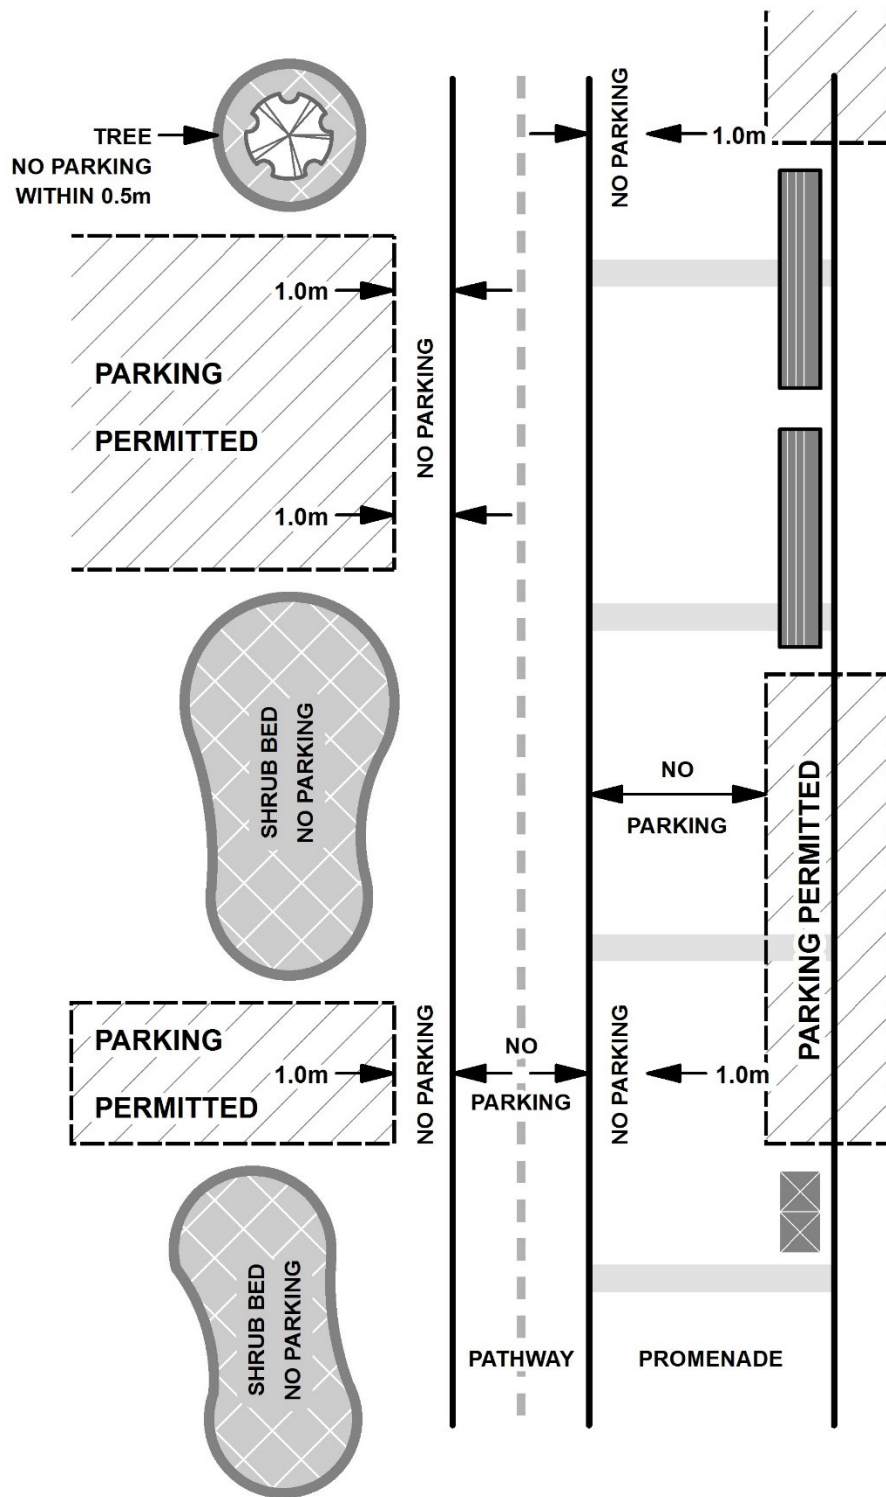 TREE
NO PARKING
WITHIN 0.5m
NO PARKING
1.0m
1.0m
PARKING
PERMITTED
NO PARKING
1.0m
SHRUB BED
NO PARKING
NO
PARKING
PARKING PERMITTED
PARKING
PERMITTED
1.0m
NO PARKING
NO
PARKING
NO PARKING
1.0m
SHRUB BED
NO PARKING
PATHWAY
PROMENADE